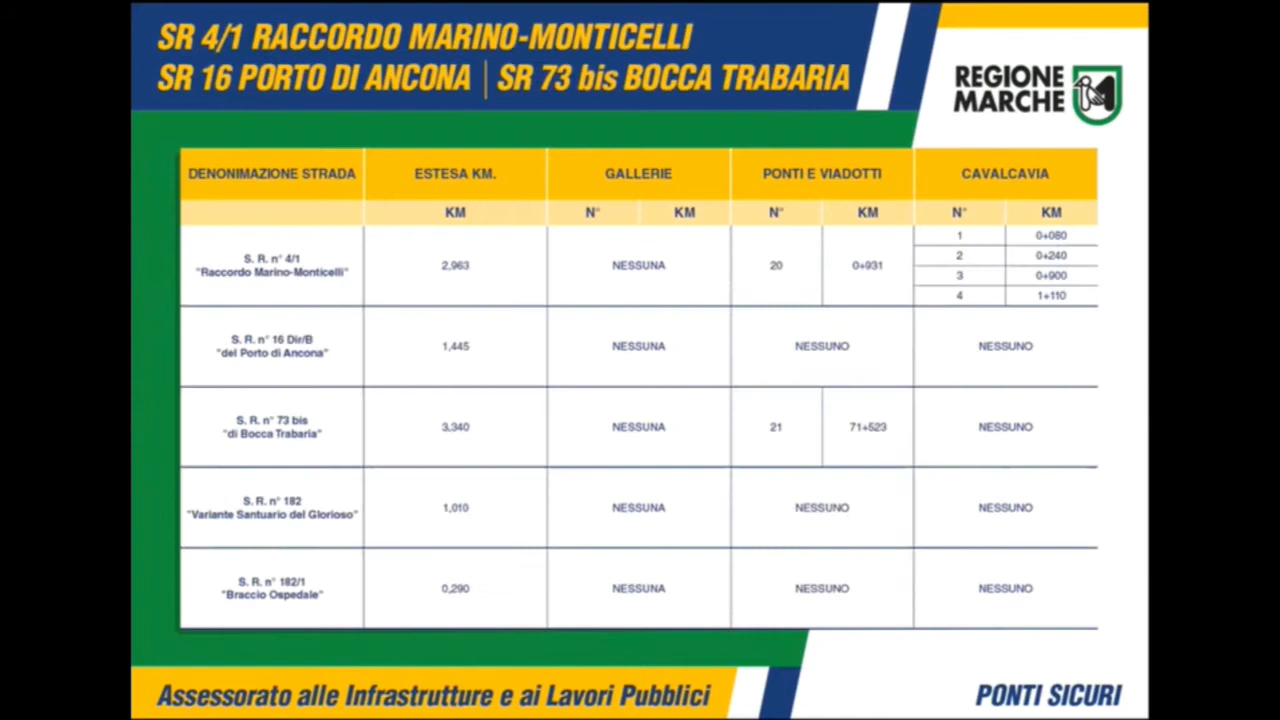 SR 4/1 RACCORDO MARINO-MONTICELLI
SR 16 PORTO DI ANCONA | SR 73 bis BOCCA TRABARIA
REGIONE
MARCHE
DENONIMAZIONE STRADA ESTESA KM. GALLERIE PONTI E VIADOTTI CAVALCAVIA
KM N° KM N° KM N° KM
S. R. n° 4/1
"Raccordo Marino-Monticelli"
2,963 NESSUNA 20 0+931
1 0+080
2 0+240
3 0+900
4 1+110
S. R. n° 16 Dir/B
"del Porto di Ancona"
1,445 NESSUNA NESSUNO NESSUNO
S. R. n° 73 bis
"di Bocca Trabaria"
3,340 NESSUNA 21 71+523 NESSUNO
S. R. n° 182
"Variante Santuario del Glorioso"
1,010 NESSUNA NESSUNO NESSUNO
S. R. n° 182/1
"Braccio Ospedale"
0,290 NESSUNA NESSUNO NESSUNO
Assessorato alle Infrastrutture e ai Lavori Pubblici
PONTI SICURI